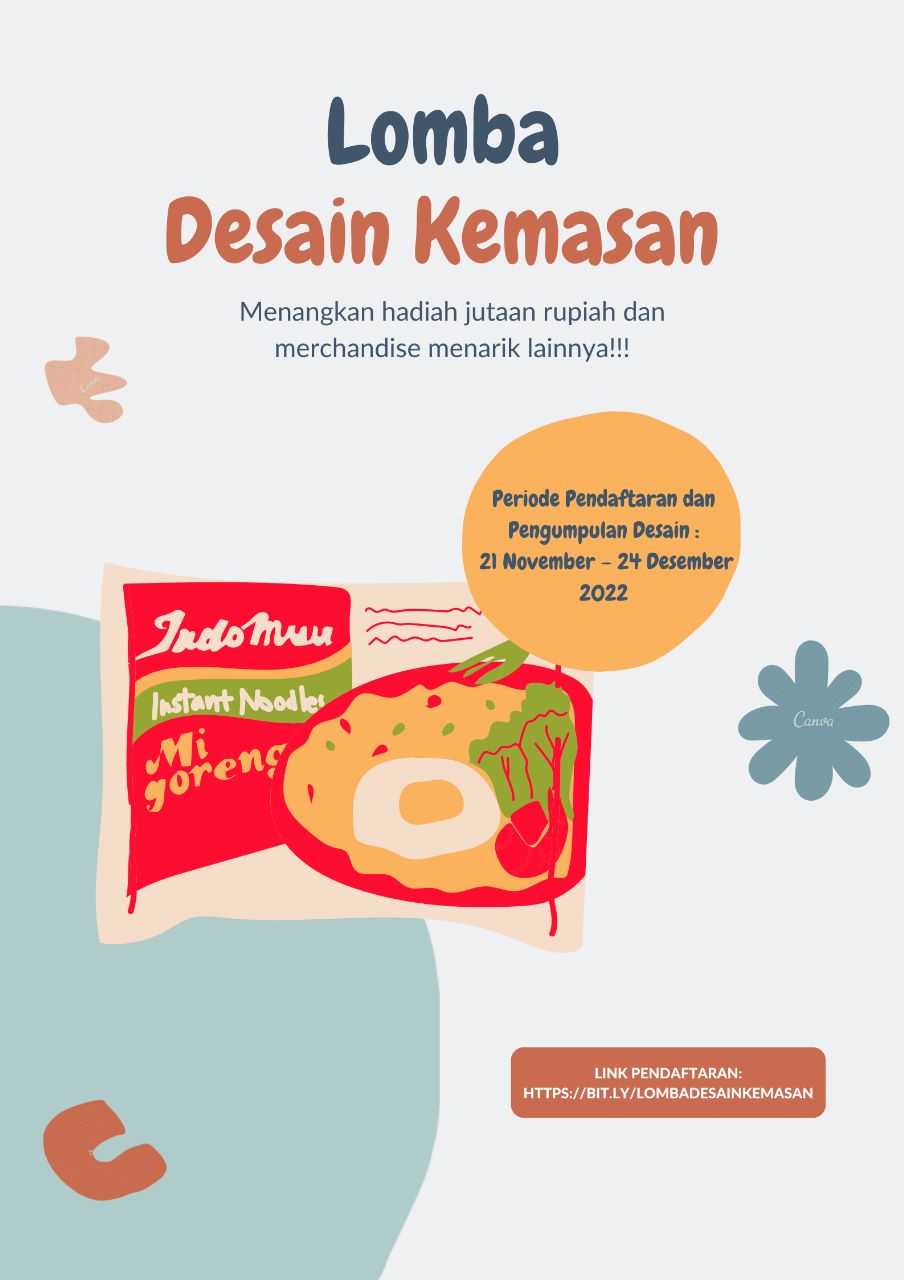 Lomba
Desain Kemasan
Menangkan hadiah jutaan rupiah dan
merchandise menarik lainnya!!!
Canva
Periode Pendaftaran dan
Pengumpulan Desain :
21 November – 24 Desember
2022
Instant Noodles
Mi
goreng
Canva
LINK PENDAFTARAN:
HTTPS://BIT.LY/LOMBADESAINKEMASAN